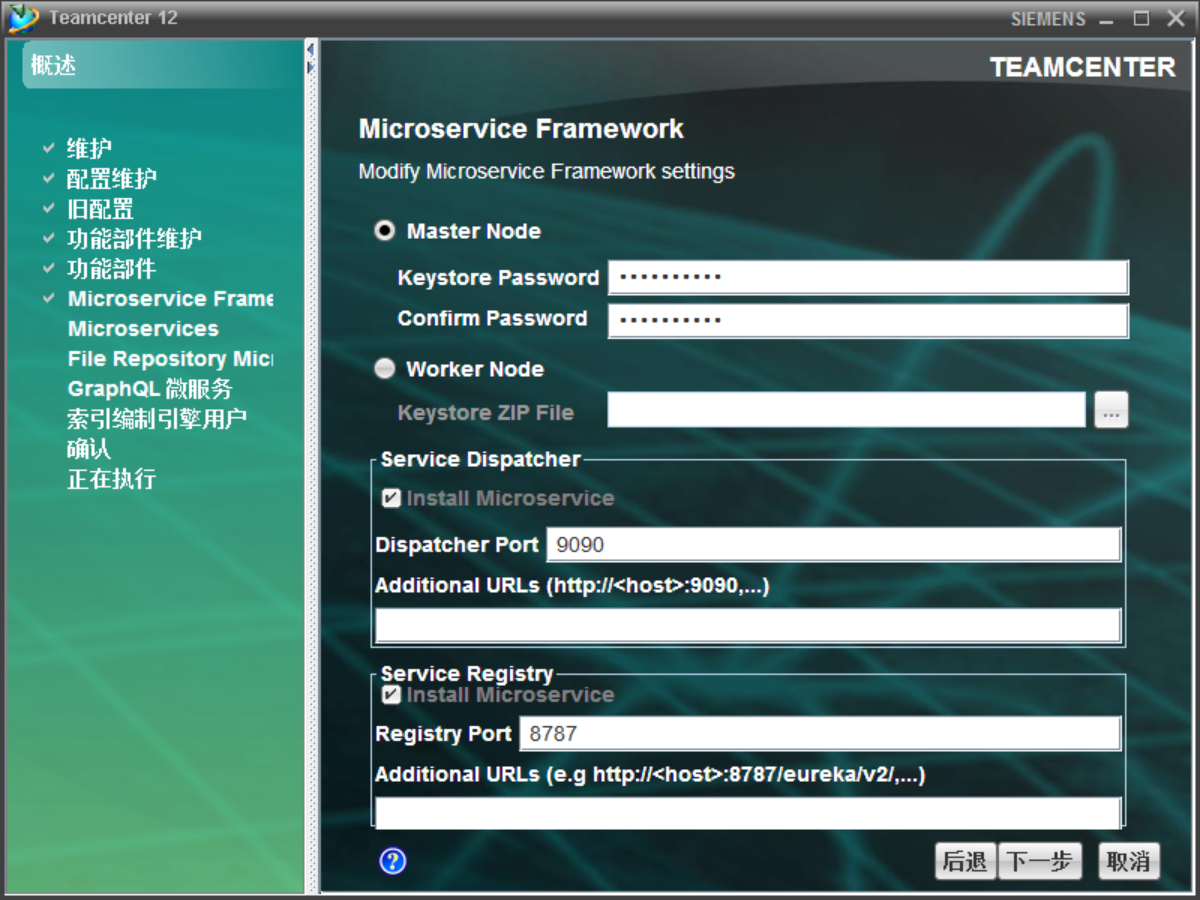 Teamcenter 12
SIEMENS
概述
维护
配置维护
旧配置
功能部件维护
功能部件
Microservice Frame
Microservices
File Repository Mic
GraphQL 微服务
索引编制引擎用户
确认
正在执行
TEAMCENTER
Microservice Framework
Modify Microservice Framework settings
Master Node
Keystore Password ••••••••••
Confirm Password ••••••••••
Worker Node
Keystore ZIP File ...
Service Dispatcher
Install Microservice
Dispatcher Port 9090
Additional URLs (http://<host>:9090,...)
Service Registry
Install Microservice
Registry Port 8787
Additional URLs (e.g http://<host>:8787/eureka/v2/,...)
?
后退 下一步 取消